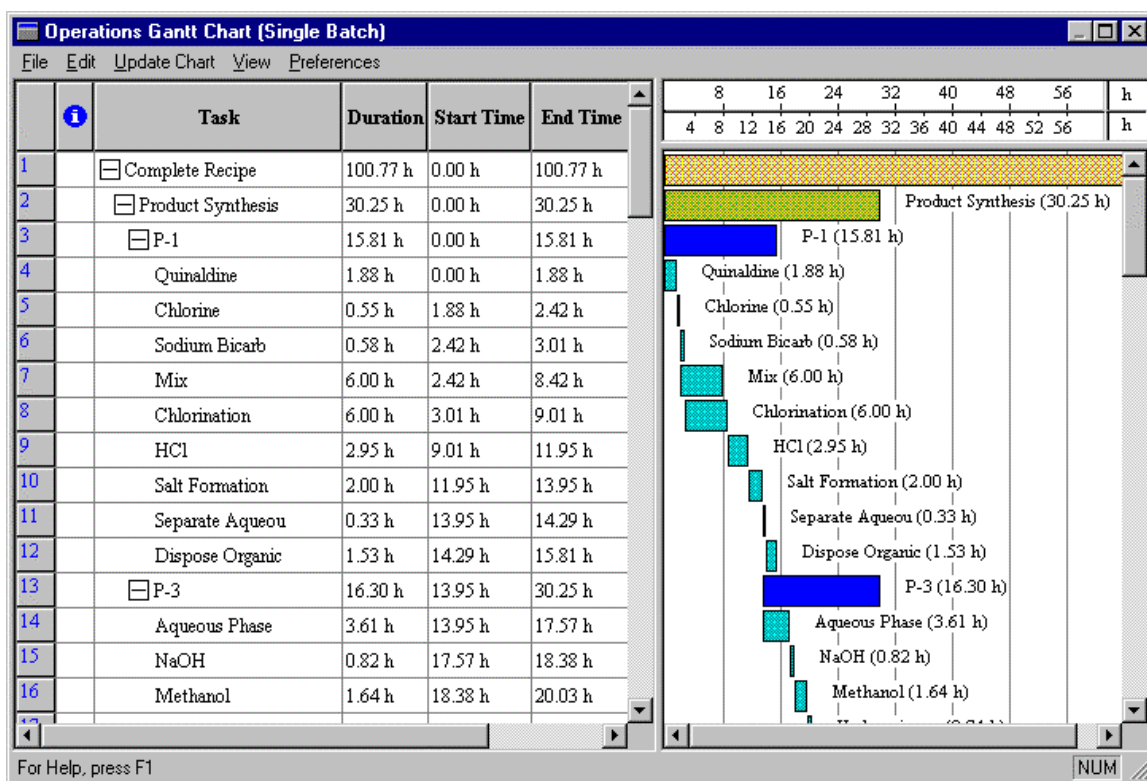 Operations Gantt Chart (Single Batch)
File Edit Update Chart View Preferences
Task Duration Start Time End Time
8 16 24 32 40 48 56 h
4 8 12 16 20 24 28 32 36 40 44 48 52 56 h
1 Complete Recipe 100.77 h 0.00 h 100.77 h
2 Product Synthesis 30.25 h 0.00 h 30.25 h Product Synthesis (30.25 h)
3 P-1 15.81 h 0.00 h 15.81 h P-1 (15.81 h)
4 Quinaldine 1.88 h 0.00 h 1.88 h Quinaldine (1.88 h)
5 Chlorine 0.55 h 1.88 h 2.42 h Chlorine (0.55 h)
6 Sodium Bicarb 0.58 h 2.42 h 3.01 h Sodium Bicarb (0.58 h)
7 Mix 6.00 h 2.42 h 8.42 h Mix (6.00 h)
8 Chlorination 6.00 h 3.01 h 9.01 h Chlorination (6.00 h)
9 HCl 2.95 h 9.01 h 11.95 h HCl (2.95 h)
10 Salt Formation 2.00 h 11.95 h 13.95 h Salt Formation (2.00 h)
11 Separate Aqueou 0.33 h 13.95 h 14.29 h Separate Aqueou (0.33 h)
12 Dispose Organic 1.53 h 14.29 h 15.81 h Dispose Organic (1.53 h)
13 P-3 16.30 h 13.95 h 30.25 h P-3 (16.30 h)
14 Aqueous Phase 3.61 h 13.95 h 17.57 h Aqueous Phase (3.61 h)
15 NaOH 0.82 h 17.57 h 18.38 h NaOH (0.82 h)
16 Methanol 1.64 h 18.38 h 20.03 h Methanol (1.64 h)
For Help, press F1 NUM